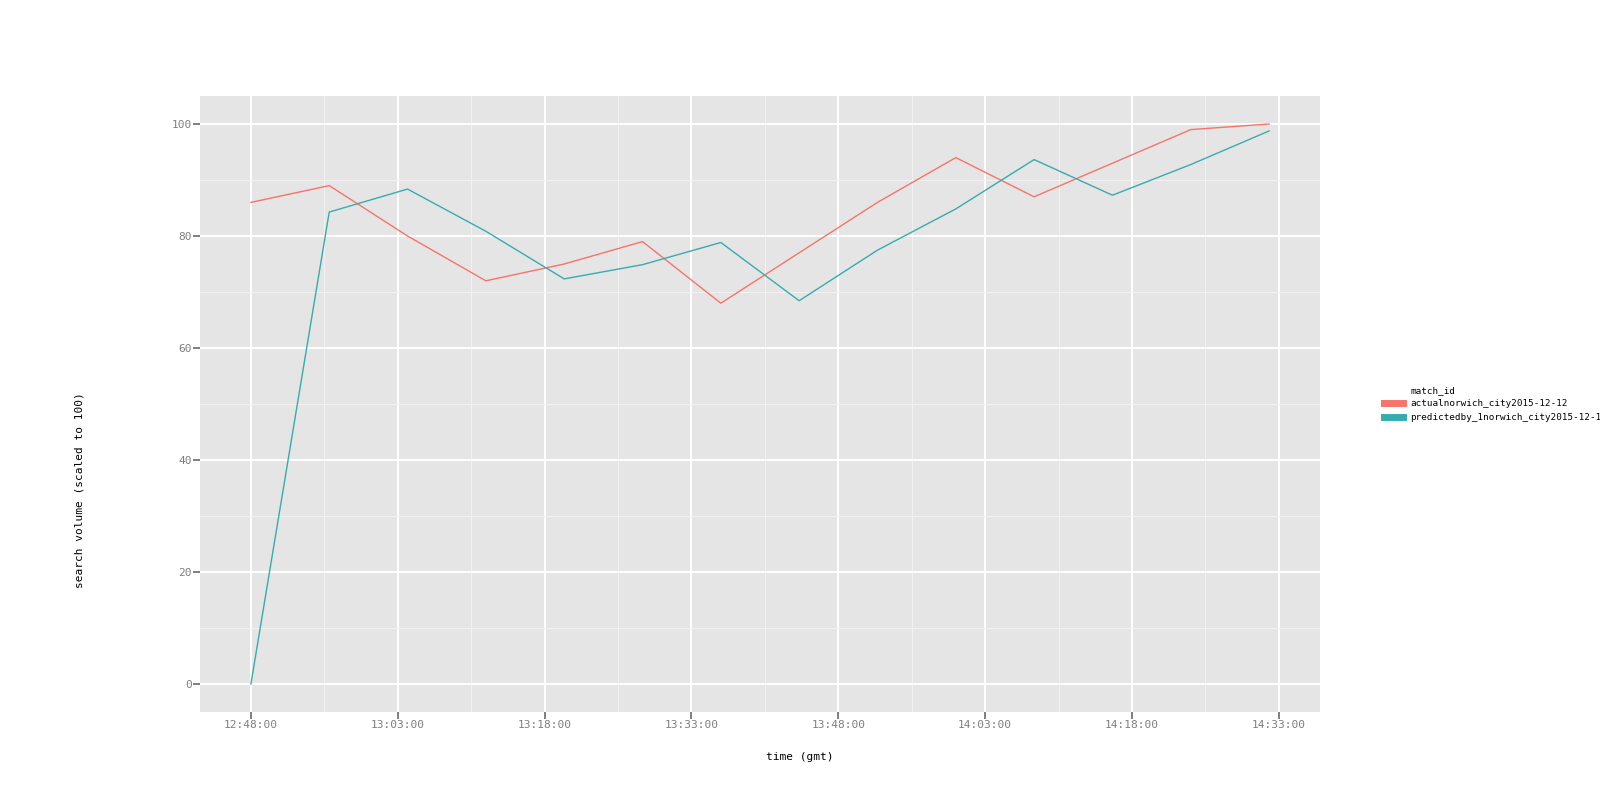 100
80
60
40
20
0
search volume (scaled to 100)
12:48:00 13:03:00 13:18:00 13:33:00 13:48:00 14:03:00 14:18:00 14:33:00
time (gmt)
match_id
actualnorwich_city2015-12-12
predictedby_1norwich_city2015-12-1